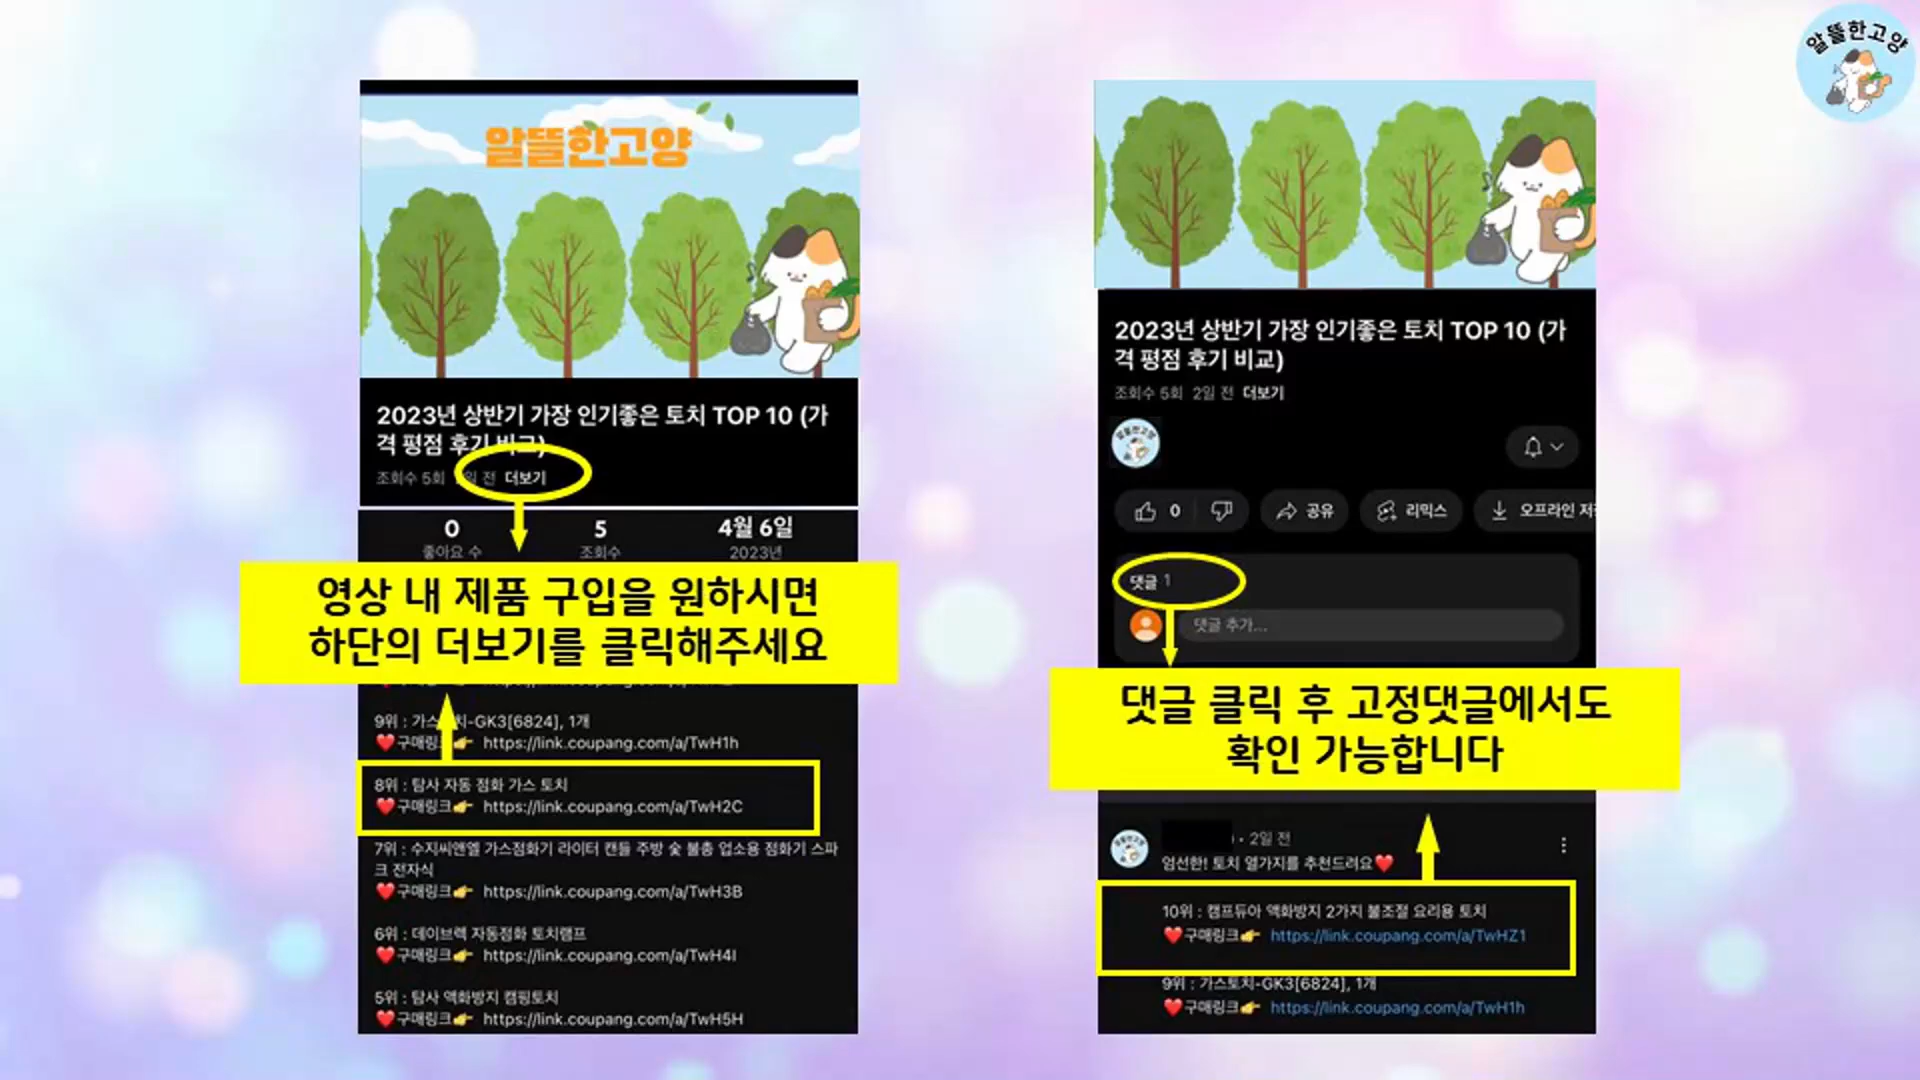 알뜰한고양
알뜰한고양
2023년 상반기 가장 인기좋은 토치 TOP 10 (가
격 평점 후기 비교)
조회수 5회 일 전 더보기
0 5 4월 6일
좋아요 수 조회수 2023년
영상 내 제품 구입을 원하시면
하단의 더보기를 클릭해주세요
9위 : 가스토치-GK3[6824], 1개
❤️구매링크👉 https://link.coupang.com/a/TwH1h
8위 : 탐사 자동 점화 가스 토치
❤️구매링크👉 https://link.coupang.com/a/TwH2C
7위 : 수지씨앤엘 가스점화기 라이터 캔들 주방 숯 불총 업소용 점화기 스파
크 전자식
❤️구매링크👉 https://link.coupang.com/a/TwH3B
6위 : 데이브렉 자동점화 토치램프
❤️구매링크👉 https://link.coupang.com/a/TwH4I
5위 : 탐사 액화방지 캠핑토치
❤️구매링크👉 https://link.coupang.com/a/TwH5H
2023년 상반기 가장 인기좋은 토치 TOP 10 (가
격 평점 후기 비교)
조회수 5회 2일 전 더보기
알뜰한고양
0 공유 리믹스 오프라인 저
댓글 1
댓글 추가...
댓글 클릭 후 고정댓글에서도
확인 가능합니다
알뜰한고양
· 2일 전
엄선한! 토치 열가지를 추천드려요❤️
10위 : 캠프듀아 액화방지 2가지 불조절 요리용 토치
❤️구매링크👉 https://link.coupang.com/a/TwHZ1
9위 : 가스토치-GK3[6824], 1개
❤️구매링크👉 https://link.coupang.com/a/TwH1h